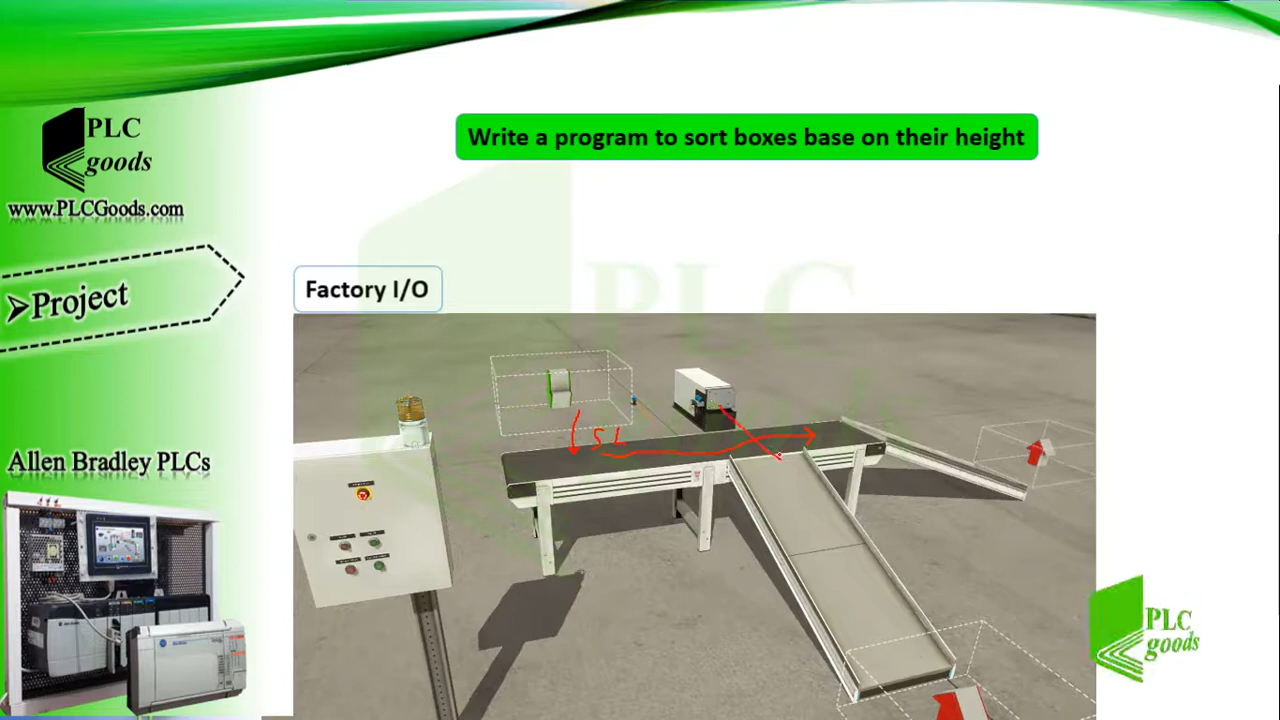 PLC
goods
www.PLCGoods.com
➢Project
Allen Bradley PLCs
Write a program to sort boxes base on their height
Factory I/O
PLC
S L
PLC
goods